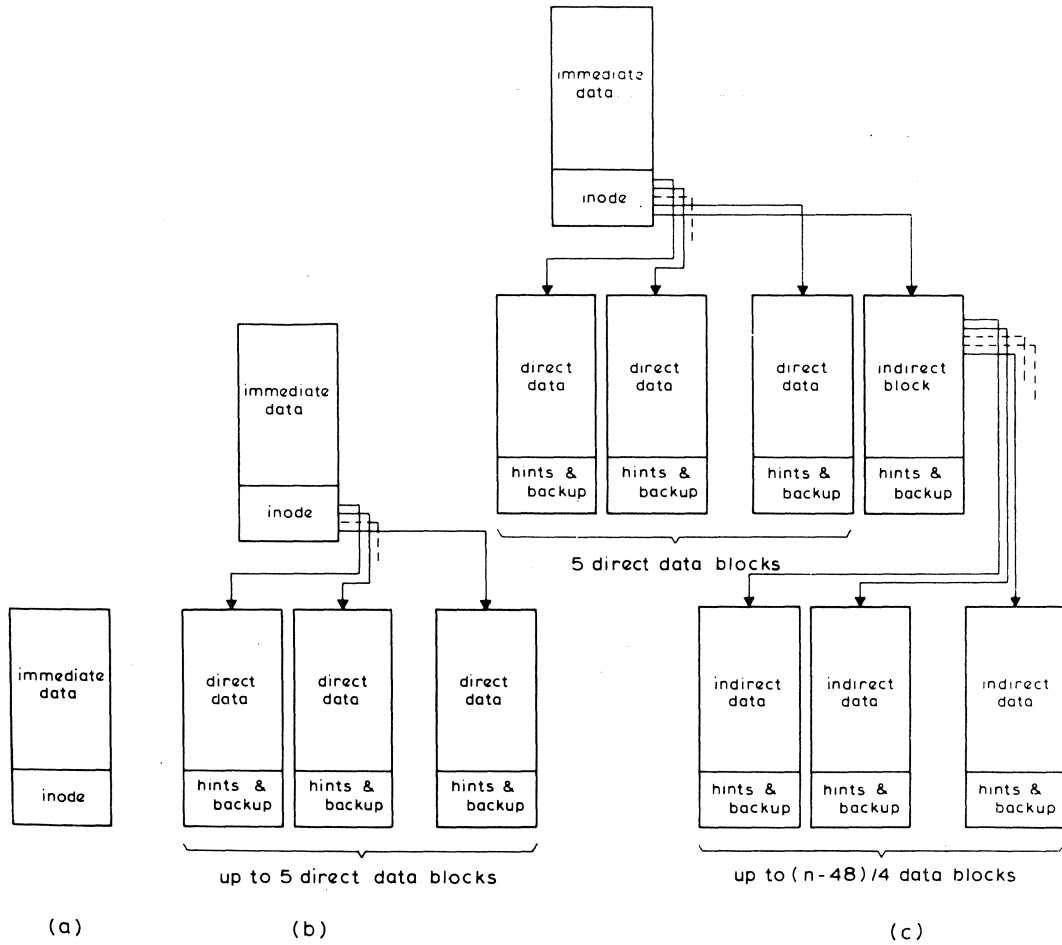 immediate
data
inode
direct
data
direct
data
direct
data
indirect
block
hints &
backup
hints &
backup
hints &
backup
hints &
backup
5 direct data blocks
immediate
data
inode
direct
data
direct
data
direct
data
hints &
backup
hints &
backup
hints &
backup
up to 5 direct data blocks
indirect
data
indirect
data
indirect
data
hints &
backup
hints &
backup
hints &
backup
up to (n-48)/4 data blocks
immediate
data
inode
(a)
(b)
(c)